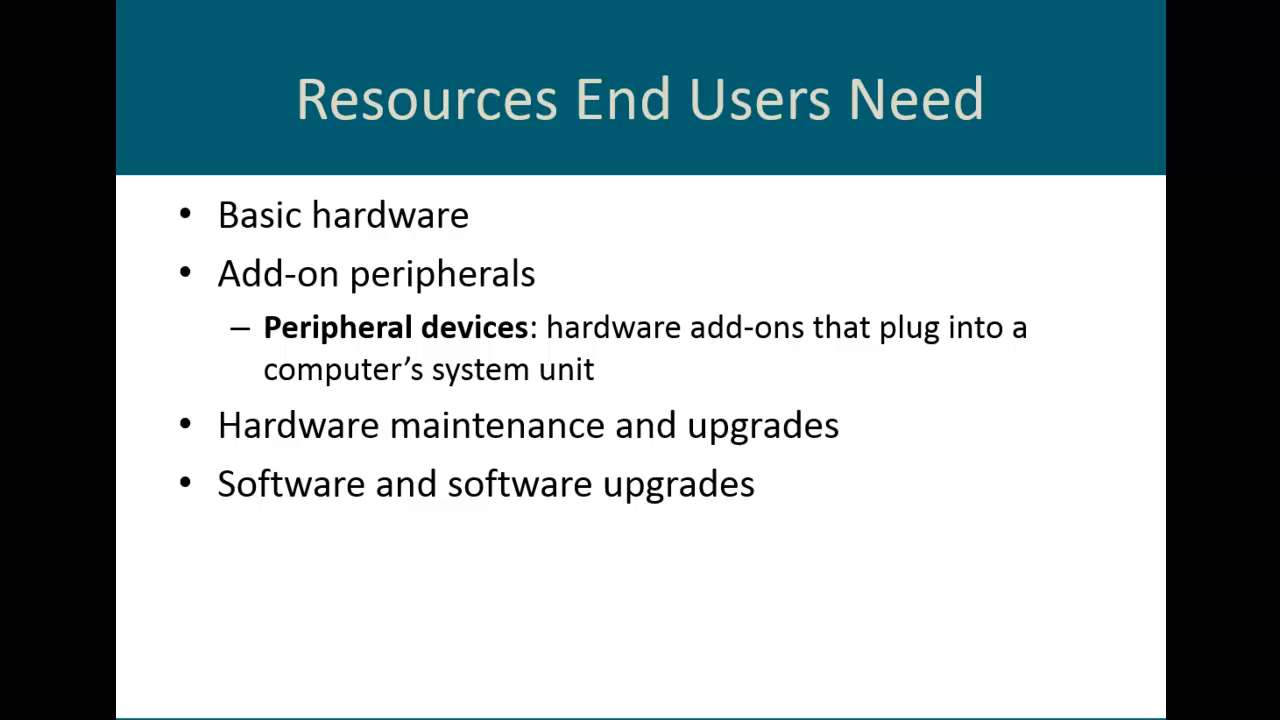 Resources End Users Need
• Basic hardware
• Add-on peripherals
– Peripheral devices: hardware add-ons that plug into a
computer’s system unit
• Hardware maintenance and upgrades
• Software and software upgrades